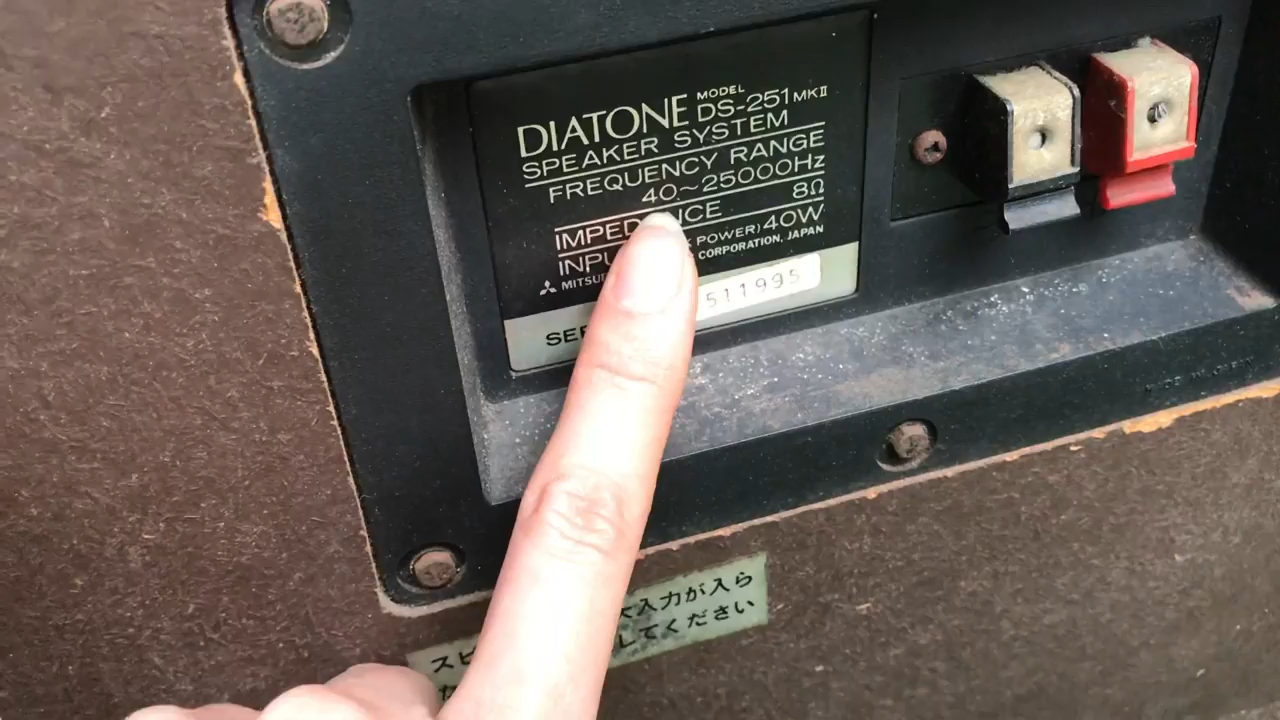 DIATONE MODEL DS-251 MKII
SPEAKER SYSTEM
FREQUENCY RANGE
40~25000Hz
8Ω
POWER) 40W
CORPORATION, JAPAN
511995
入力が入ら
してください